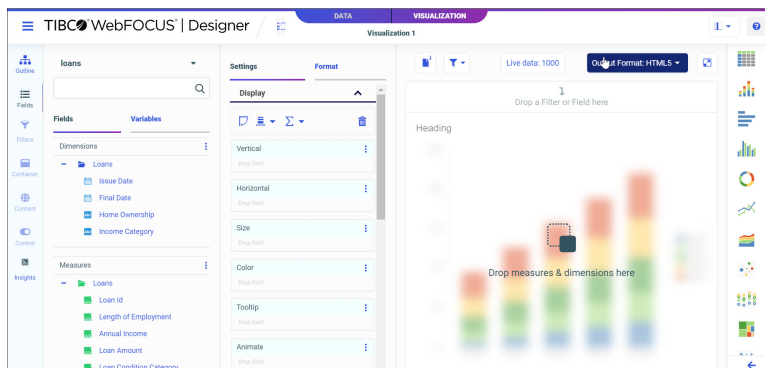 TIBCO WebFOCUS | Designer
DATA
VISUALIZATION
Visualization 1
L
?
Outline
Fields
Filters
Container
Content
Control
Insights
loans
Fields
Variables
Dimensions
Loans
Issue Date
Final Date
Home Ownership
Income Category
Measures
Loans
Loan Id
Length of Employment
Annual Income
Loan Amount
Loan Condition Category
Settings
Format
Display
Vertical
Drop field
Horizontal
Drop field
Size
Drop field
Color
Drop field
Tooltip
Drop field
Animate
Drop field
Live data: 1000
Output Format: HTML5
Drop a Filter or Field here
Heading
Drop measures & dimensions here